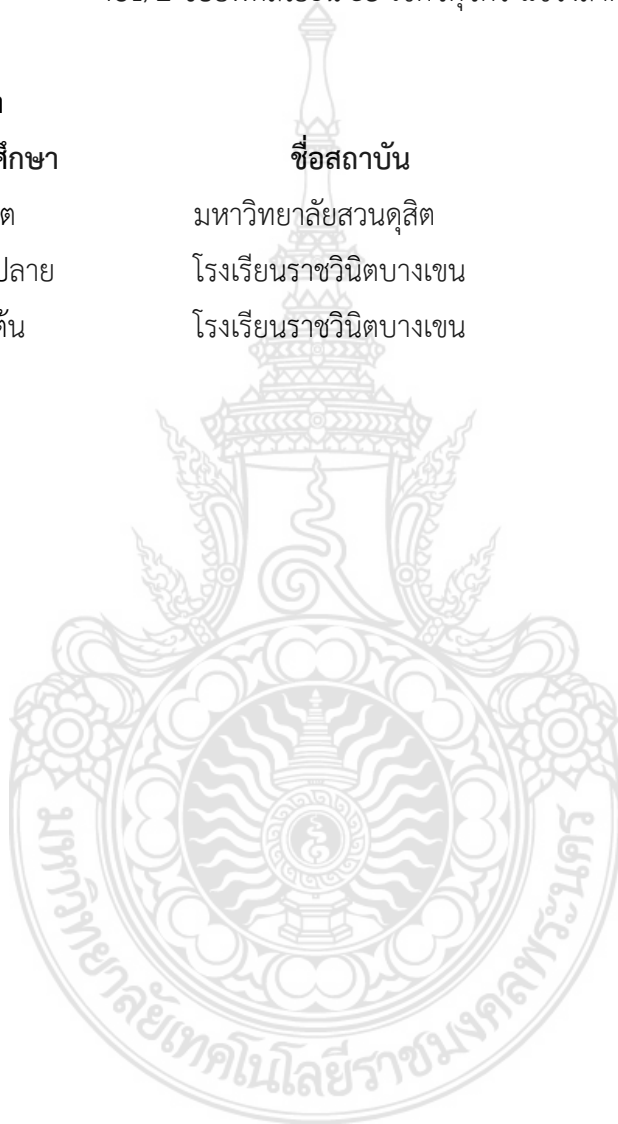 ชื่อสถาบัน
ต มหาวิทยาลัยสวนดุสิต
ปลาย โรงเรียนราชวินิตบางเขน
ต้น โรงเรียนราชวินิตบางเขน
มหาวิทยาลัยเทคโนโลยีราชมงคลพระนคร